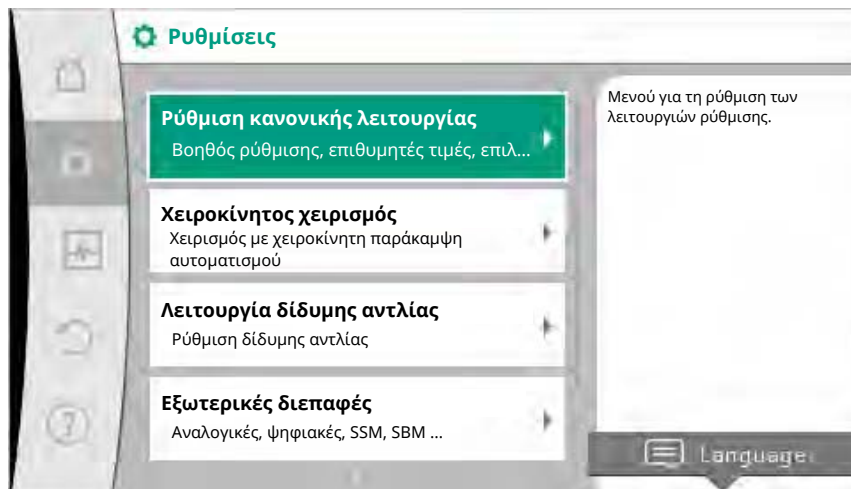 Ρυθμίσεις
Ρύθμιση κανονικής λειτουργίας
Βοηθός ρύθμισης, επιθυμητές τιμές, επιλ...
Χειροκίνητος χειρισμός
Χειρισμός με χειροκίνητη παράκαμψη
αυτοματισμού
Λειτουργία δίδυμης αντλίας
Ρύθμιση δίδυμης αντλίας
Εξωτερικές διεπαφές
Αναλογικές, ψηφιακές, SSM, SBM ...
Μενού για τη ρύθμιση των
λειτουργιών ρύθμισης.
Language